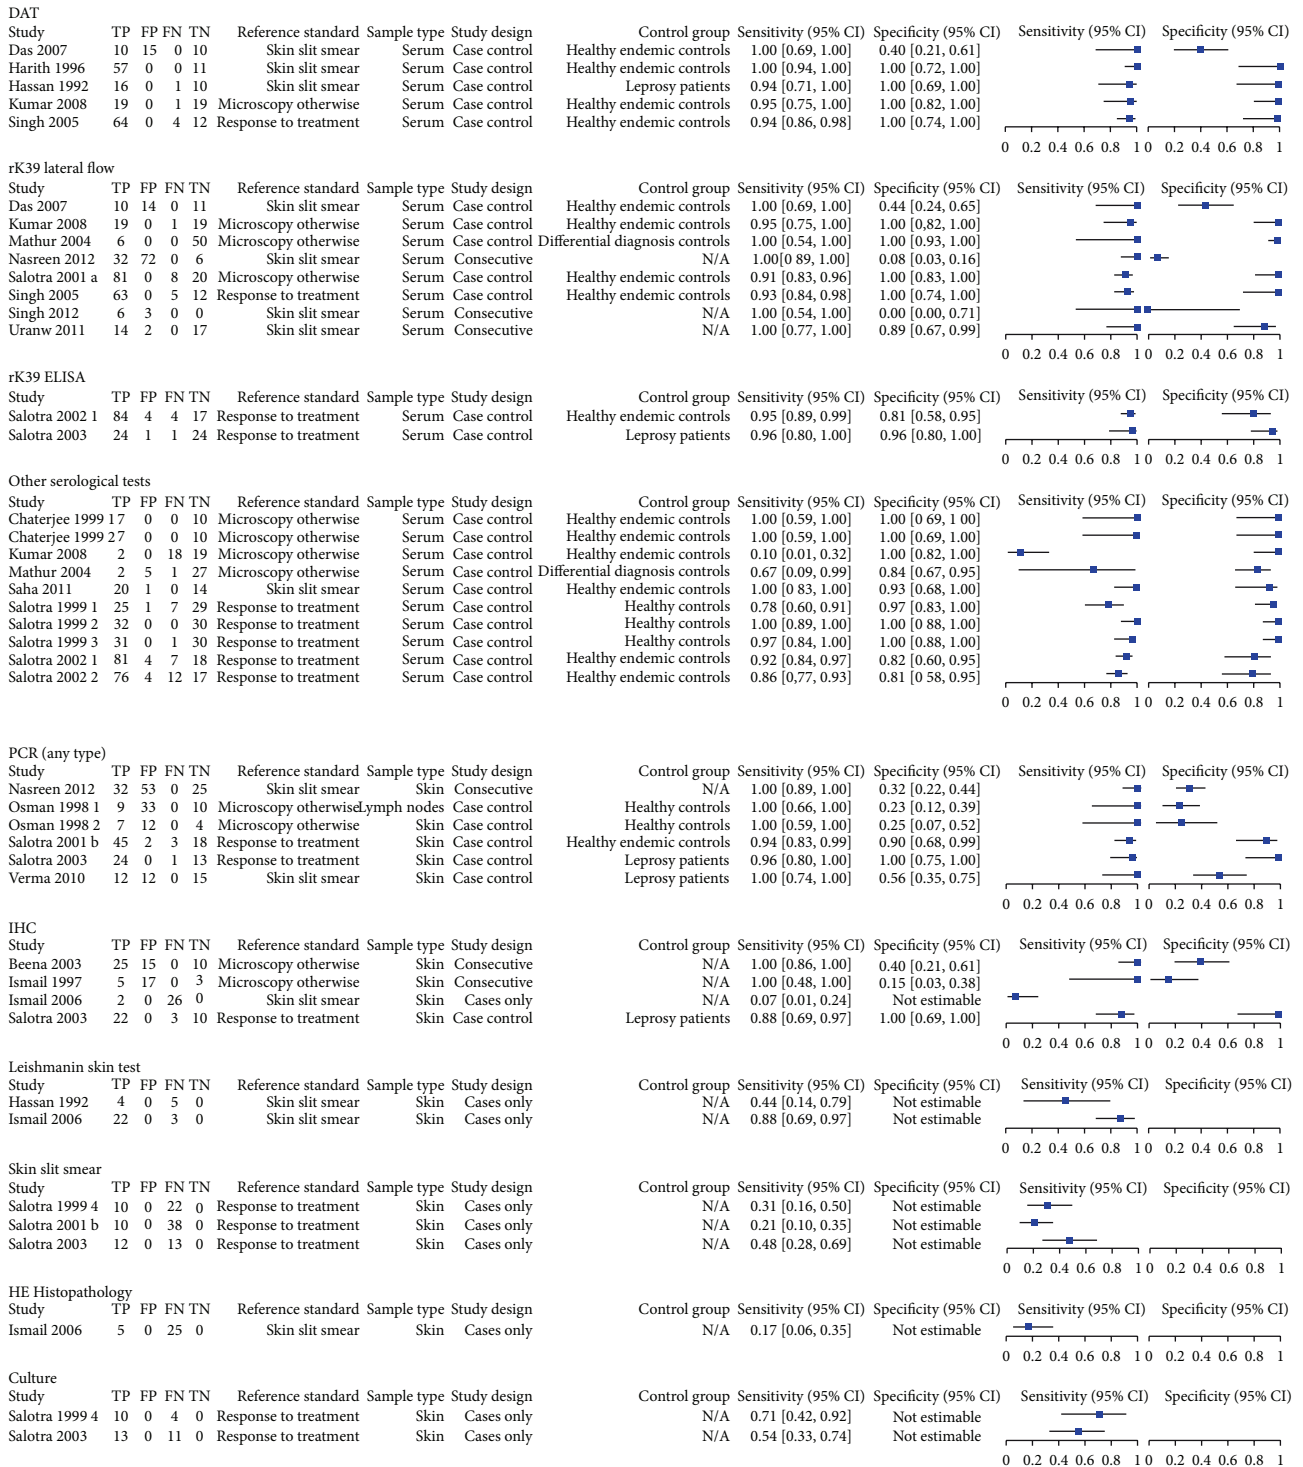 DAT
Study TP FP FN TN Reference standard Sample type Study design Control group Sensitivity (95% CI) Specificity (95% CI) Sensitivity (95% CI) Specificity (95% CI)
Das 2007 10 15 0 10 Skin slit smear Serum Case control Healthy endemic controls 1.00 [0.69, 1.00] 0.40 [0.21, 0.61]
Harith 1996 57 0 0 11 Skin slit smear Serum Case control Healthy endemic controls 1.00 [0.94, 1.00] 1.00 [0.72, 1.00]
Hassan 1992 16 0 1 10 Skin slit smear Serum Case control Leprosy patients 0.94 [0.71, 1.00] 1.00 [0.69, 1.00]
Kumar 2008 19 0 1 19 Microscopy otherwise Serum Case control Healthy endemic controls 0.95 [0.75, 1.00] 1.00 [0.82, 1.00]
Singh 2005 64 0 4 12 Response to treatment Serum Case control Healthy endemic controls 0.94 [0.86, 0.98] 1.00 [0.74, 1.00]
0 0.2 0.4 0.6 0.8 1 0 0.2 0.4 0.6 0.8 1
rK39 lateral flow
Study TP FP FN TN Reference standard Sample type Study design Control group Sensitivity (95% CI) Specificity (95% CI) Sensitivity (95% CI) Specificity (95% CI)
Das 2007 10 14 0 11 Skin slit smear Serum Case control Healthy endemic controls 1.00 [0.69, 1.00] 0.44 [0.24, 0.65]
Kumar 2008 19 0 1 19 Microscopy otherwise Serum Case control Healthy endemic controls 0.95 [0.75, 1.00] 1.00 [0,82, 1.00]
Mathur 2004 6 0 0 50 Microscopy otherwise Serum Case control Differential diagnosis controls 1.00 [0.54, 1.00] 1.00 [0.93, 1.00]
Nasreen 2012 32 72 0 6 Skin slit smear Serum Consecutive N/A 1.00[0 89, 1.00] 0.08 [0.03, 0.16]
Salotra 2001 a 81 0 8 20 Microscopy otherwise Serum Case control Healthy endemic controls 0.91 [0.83, 0.96] 1.00 [0.83, 1.00]
Singh 2005 63 0 5 12 Response to treatment Serum Case control Healthy endemic controls 0.93 [0.84, 0.98] 1.00 [0.74, 1.00]
Singh 2012 6 3 0 0 Skin slit smear Serum Consecutive N/A 1.00 [0.54, 1.00] 0.00 [0.00, 0.71]
Uranw 2011 14 2 0 17 Skin slit smear Serum Consecutive N/A 1.00 [0.77, 1.00] 0.89 [0.67, 0.99]
0 0.2 0.4 0.6 0.8 1 0 0.2 0.4 0.6 0.8 1
rK39 ELISA
Study TP FP FN TN Reference standard Sample type Study design Control group Sensitivity (95% CI) Specificity (95% CI) Sensitivity (95% CI) Specificity (95% CI)
Salotra 2002 1 84 4 4 17 Response to treatment Serum Case control Healthy endemic controls 0.95 [0.89, 0.99] 0.81 [0.58, 0.95]
Salotra 2003 24 1 1 24 Response to treatment Serum Case control Leprosy patients 0.96 [0.80, 1.00] 0.96 [0.80, 1.00]
0 0.2 0.4 0.6 0.8 1 0 0.2 0.4 0.6 0.8 1
Other serological tests
Study TP FP FN TN Reference standard Sample type Study design Control group Sensitivity (95% CI) Specificity (95% CI) Sensitivity (95% CI) Specificity (95% CI)
Chaterjee 1999 1 7 0 0 10 Microscopy otherwise Serum Case control Healthy endemic controls 1.00 [0.59, 1.00] 1.00 [0 69, 1 00]
Chaterjee 1999 2 7 0 0 10 Microscopy otherwise Serum Case control Healthy endemic controls 1.00 [0.59, 1.00] 1.00 [0.69, 1.00]
Kumar 2008 2 0 18 19 Microscopy otherwise Serum Case control Healthy endemic controls 0.10 [0.01, 0.32] 1.00 [0.82, 1.00]
Mathur 2004 2 5 1 27 Microscopy otherwise Serum Case control Differential diagnosis controls 0.67 [0.09, 0.99] 0.84 [0.67, 0.95]
Saha 2011 20 1 0 14 Skin slit smear Serum Case control Healthy endemic controls 1.00 [0 83, 1.00] 0.93 [0.68, 1.00]
Salotra 1999 1 25 1 7 29 Response to treatment Serum Case control Healthy controls 0.78 [0.60, 0.91] 0.97 [0.83, 1.00]
Salotra 1999 2 32 0 0 30 Response to treatment Serum Case control Healthy controls 1.00 [0.89, 1.00] 1.00 [0 88, 1.00]
Salotra 1999 3 31 0 1 30 Response to treatment Serum Case control Healthy controls 0.97 [0.84, 1.00] 1.00 [0.88, 1.00]
Salotra 2002 1 81 4 7 18 Response to treatment Serum Case control Healthy endemic controls 0.92 [0.84, 0.97] 0.82 [0.60, 0.95]
Salotra 2002 2 76 4 12 17 Response to treatment Serum Case control Healthy endemic controls 0.86 [0,77, 0.93] 0.81 [0 58, 0.95]
0 0.2 0.4 0.6 0.8 1 0 0.2 0.4 0.6 0.8 1
PCR (any type)
Study TP FP FN TN Reference standard Sample type Study design Control group Sensitivity (95% CI) Specificity (95% CI) Sensitivity (95% CI) Specificity (95% CI)
Nasreen 2012 32 53 0 25 Skin slit smear Skin Consecutive N/A 1.00 [0.89, 1.00] 0.32 [0.22, 0.44]
Osman 1998 1 9 33 0 10 Microscopy otherwise Lymph nodes Case control Healthy controls 1.00 [0.66, 1.00] 0.23 [0.12, 0.39]
Osman 1998 2 7 12 0 4 Microscopy otherwise Skin Case control Healthy controls 1.00 [0.59, 1.00] 0.25 [0.07, 0.52]
Salotra 2001 b 45 2 3 18 Response to treatment Skin Case control Healthy endemic controls 0.94 [0.83, 0.99] 0.90 [0.68, 0.99]
Salotra 2003 24 0 1 13 Response to treatment Skin Case control Leprosy patients 0.96 [0.80, 1.00] 1.00 [0.75, 1.00]
Verma 2010 12 12 0 15 Skin slit smear Skin Case control Leprosy patients 1.00 [0.74, 1.00] 0.56 [0.35, 0.75]
0 0.2 0.4 0.6 0.8 1 0 0.2 0.4 0.6 0.8 1
IHC
Study TP FP FN TN Reference standard Sample type Study design Control group Sensitivity (95% CI) Specificity (95% CI) Sensitivity (95% CI) Specificity (95% CI)
Beena 2003 25 15 0 10 Microscopy otherwise Skin Consecutive N/A 1.00 [0.86, 1.00] 0.40 [0.21, 0.61]
Ismail 1997 5 17 0 3 Microscopy otherwise Skin Consecutive N/A 1.00 [0.48, 1.00] 0.15 [0.03, 0.38]
Ismail 2006 2 0 26 0 Skin slit smear Skin Cases only N/A 0.07 [0.01, 0.24] Not estimable
Salotra 2003 22 0 3 10 Response to treatment Skin Case control Leprosy patients 0.88 [0.69, 0.97] 1.00 [0.69, 1.00]
0 0.2 0.4 0.6 0.8 1 0 0.2 0.4 0.6 0.8 1
Leishmanin skin test
Study TP FP FN TN Reference standard Sample type Study design Control group Sensitivity (95% CI) Specificity (95% CI) Sensitivity (95% CI) Specificity (95% CI)
Hassan 1992 4 0 5 0 Skin slit smear Skin Cases only N/A 0.44 [0.14, 0.79] Not estimable
Ismail 2006 22 0 3 0 Skin slit smear Skin Cases only N/A 0.88 [0.69, 0.97] Not estimable
0 0.2 0.4 0.6 0.8 1 0 0.2 0.4 0.6 0.8 1
Skin slit smear
Study TP FP FN TN Reference standard Sample type Study design Control group Sensitivity (95% CI) Specificity (95% CI) Sensitivity (95% CI) Specificity (95% CI)
Salotra 1999 4 10 0 22 0 Response to treatment Skin Cases only N/A 0.31 [0.16, 0.50] Not estimable
Salotra 2001 b 10 0 38 0 Response to treatment Skin Cases only N/A 0.21 [0.10, 0.35] Not estimable
Salotra 2003 12 0 13 0 Response to treatment Skin Cases only N/A 0.48 [0.28, 0.69] Not estimable
0 0.2 0.4 0.6 0.8 1 0 0.2 0.4 0.6 0.8 1
HE Histopathology
Study TP FP FN TN Reference standard Sample type Study design Control group Sensitivity (95% CI) Specificity (95% CI) Sensitivity (95% CI) Specificity (95% CI)
Ismail 2006 5 0 25 0 Skin slit smear Skin Cases only N/A 0.17 [0.06, 0.35] Not estimable
0 0.2 0.4 0.6 0.8 1 0 0.2 0.4 0.6 0.8 1
Culture
Study TP FP FN TN Reference standard Sample type Study design Control group Sensitivity (95% CI) Specificity (95% CI) Sensitivity (95% CI) Specificity (95% CI)
Salotra 1999 4 10 0 4 0 Response to treatment Skin Cases only N/A 0.71 [0.42, 0.92] Not estimable
Salotra 2003 13 0 11 0 Response to treatment Skin Cases only N/A 0.54 [0.33, 0.74] Not estimable
0 0.2 0.4 0.6 0.8 1 0 0.2 0.4 0.6 0.8 1